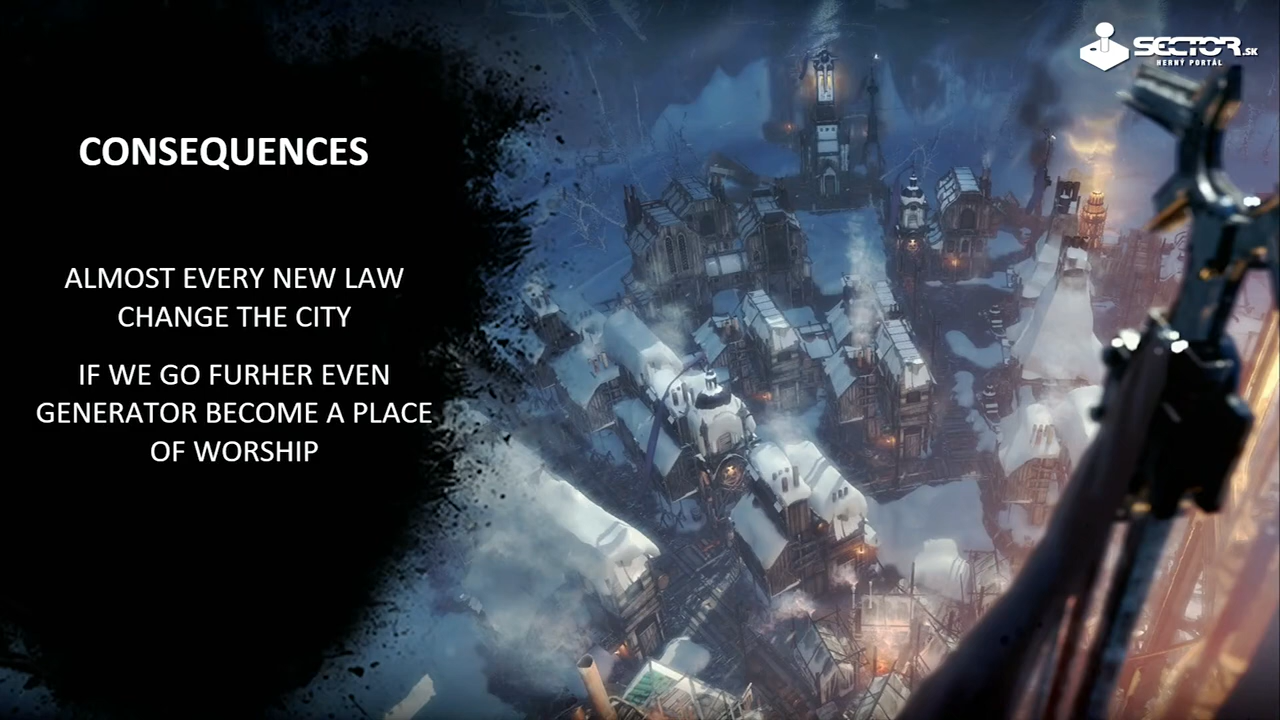 SECTOR.SK
HERNÝ PORTÁL
CONSEQUENCES
ALMOST EVERY NEW LAW
CHANGE THE CITY
IF WE GO FURHER EVEN
GENERATOR BECOME A PLACE
OF WORSHIP